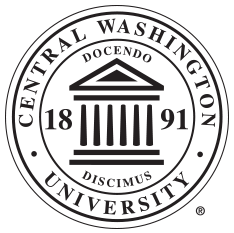 CENTRAL WASHINGTON
DOCENDO
18 91
DISCIMUS
• UNIVERSITY •
®